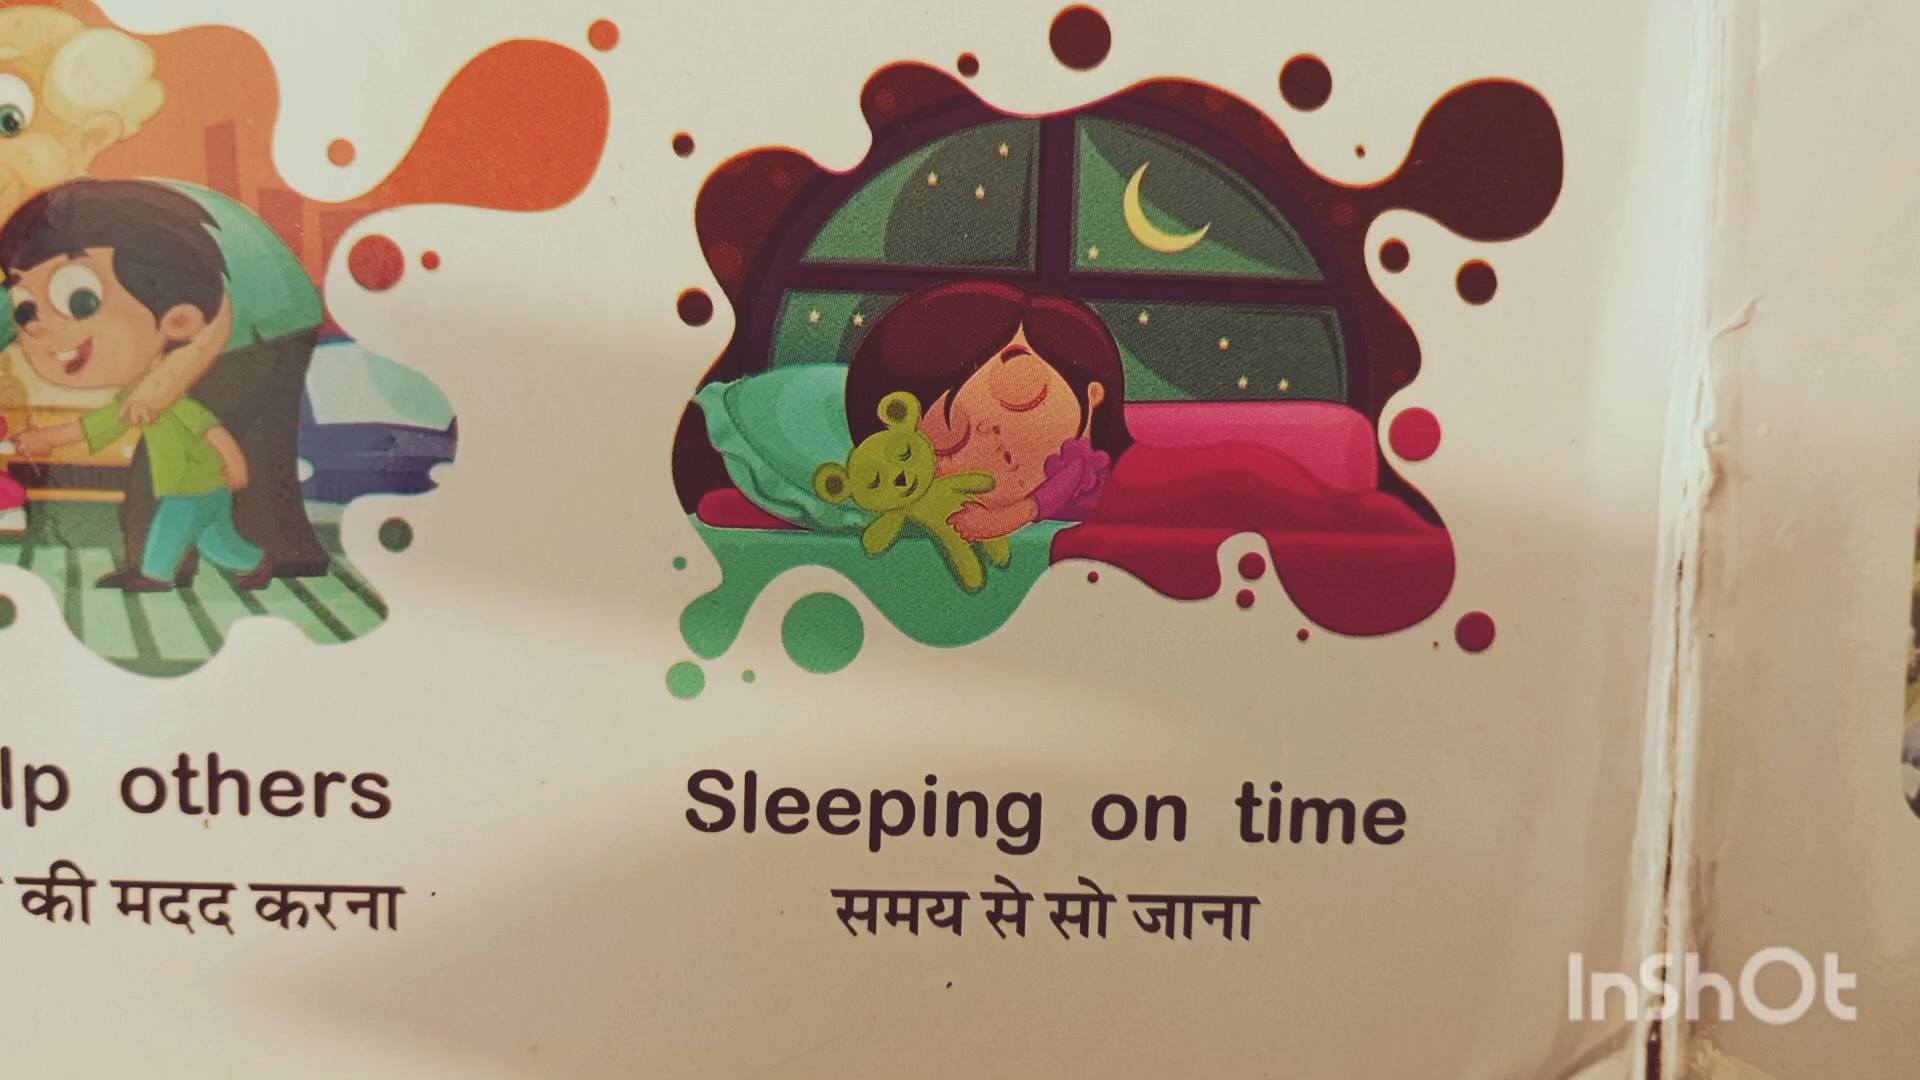 lp others
की मदद करना
Sleeping on time
समय से सो जाना
InShOt